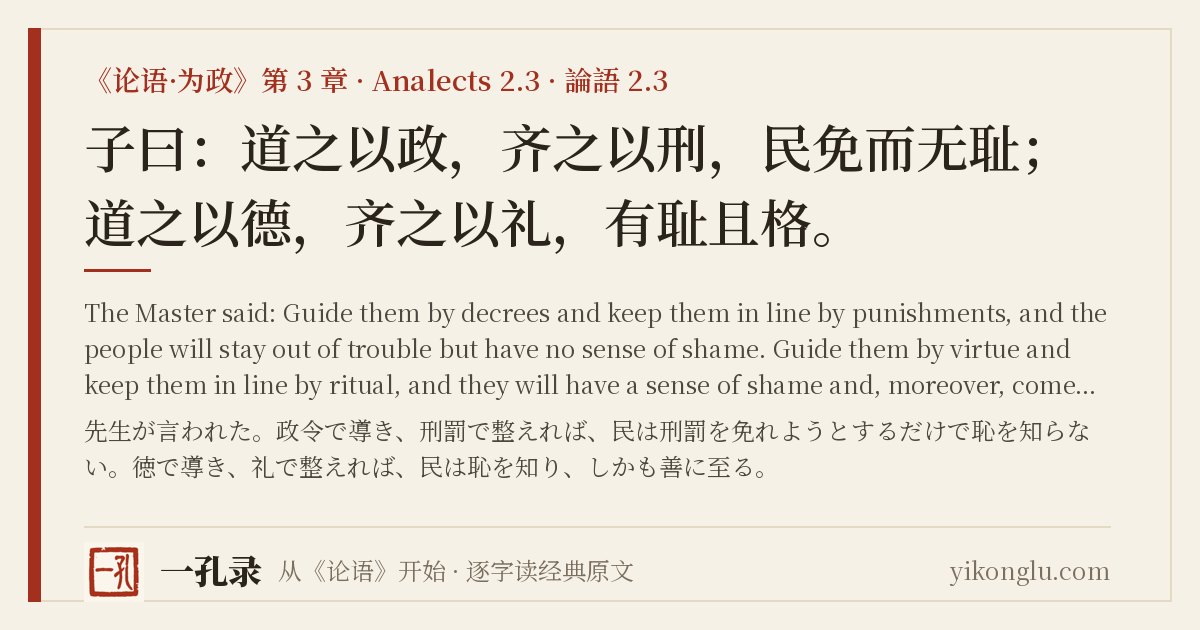 《论语·为政》第 3 章 · Analects 2.3 · 論語 2.3
子曰：道之以政，齐之以刑，民免而无耻；
道之以德，齐之以礼，有耻且格。
The Master said: Guide them by decrees and keep them in line by punishments, and the
people will stay out of trouble but have no sense of shame. Guide them by virtue and
keep them in line by ritual, and they will have a sense of shame and, moreover, come...
先生が言われた。政令で導き、刑罰で整えれば、民は刑罰を免れようとするだけで恥を知らな
い。徳で導き、礼で整えれば、民は恥を知り、しかも善に至る。
一孔
一孔录 从《论语》开始 · 逐字读经典原文 yikonglu.com